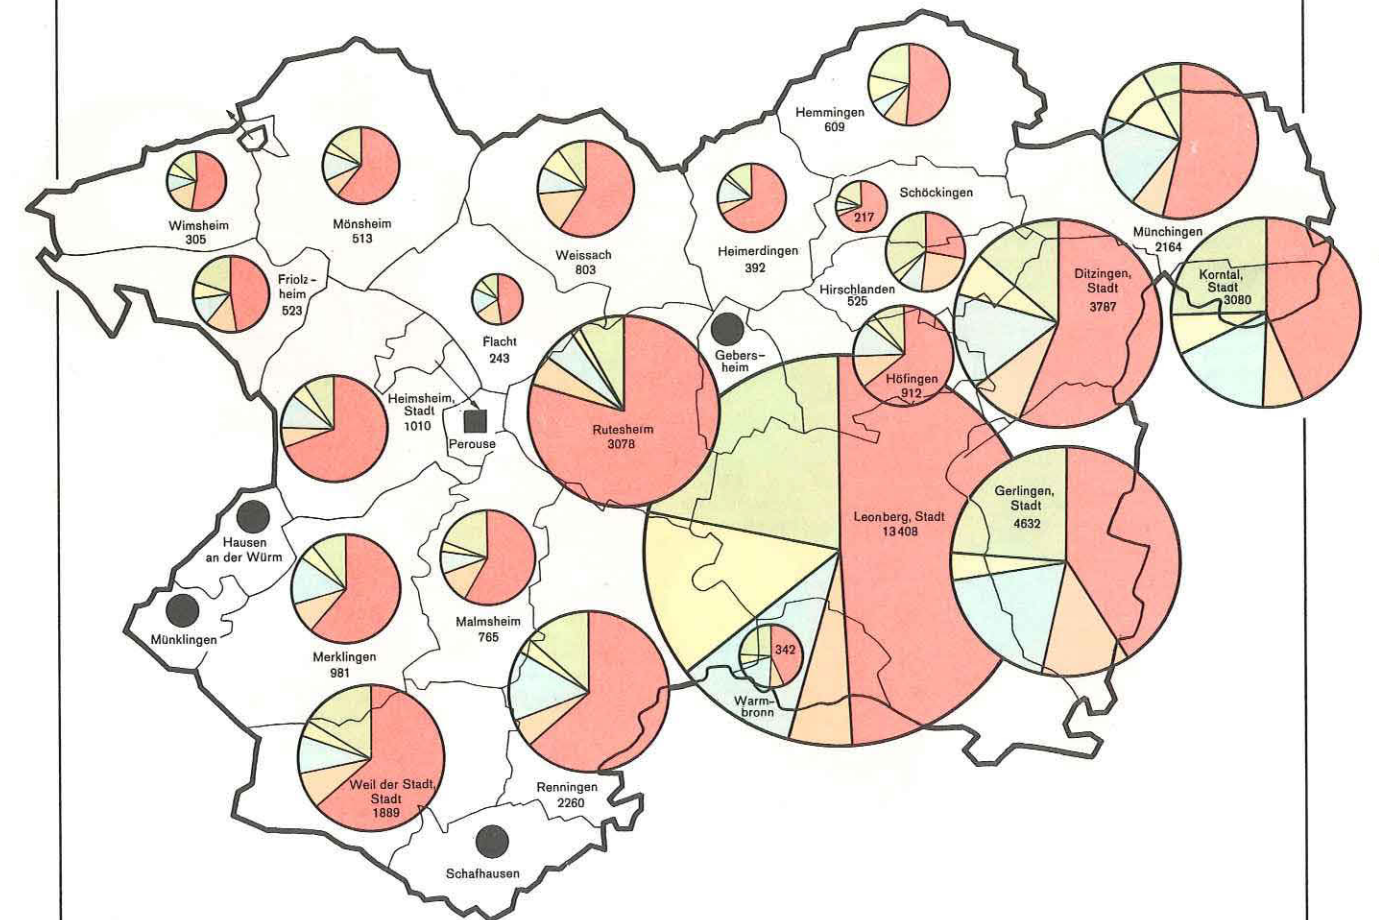 Hemmingen
609
Schöckingen
217
Wimsheim
305
Mönsheim
513
Weissach
803
Heimerdingen
392
Münchingen
2164
Friolz-
heim
523
Flacht
243
Hirschlanden
525
Ditzingen,
Stadt
3787
Korntal,
Stadt
3080
Gebers-
heim
Höfingen
912
Heimsheim,
Stadt
1010
Perouse
Rutesheim
3078
Leonberg, Stadt
13408
Gerlingen,
Stadt
4632
Hausen
an der Würm
Münklingen
Merklingen
981
Malmsheim
765
342
Warm-
bronn
Weil der Stadt,
Stadt
1889
Renningen
2260
Schafhausen